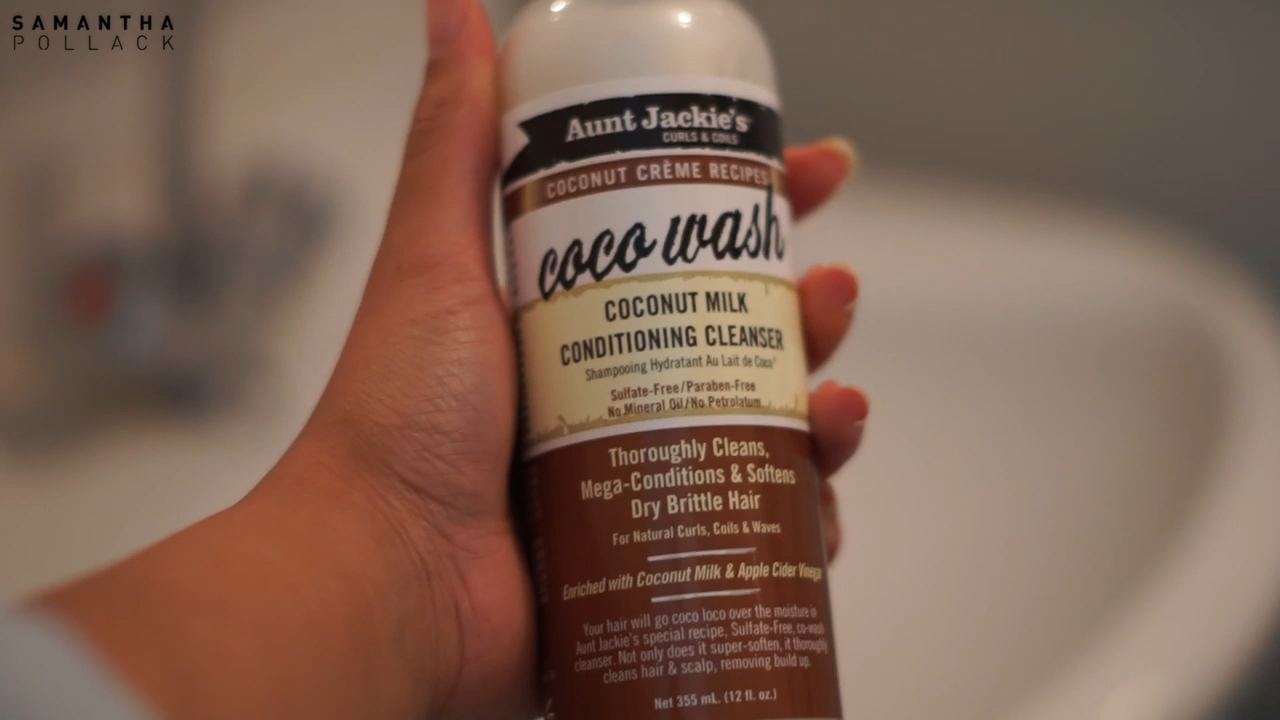 SAMANTHA
POLLACK
Aunt Jackie's
CURLS & COILS
COCONUT CRÈME RECIPES
coco wash
COCONUT MILK
CONDITIONING CLEANSER
Shampooing Hydratant Au Lait de Coco
Sulfate-Free/Paraben-Free
No Mineral Oil/No Petrolatum
Thoroughly Cleans,
Mega-Conditions & Softens
Dry Brittle Hair
For Natural Curls, Coils & Waves
Enriched with Coconut Milk & Apple Cider Vinegar
Your hair will go coco loco over the moisture in
Aunt Jackie's special recipe, Sulfate-Free, co-wash
cleanser. Not only does it super-soften, it thoroughly
cleans hair & scalp, removing build up.
Net 355 mL. (12 fl. oz.)